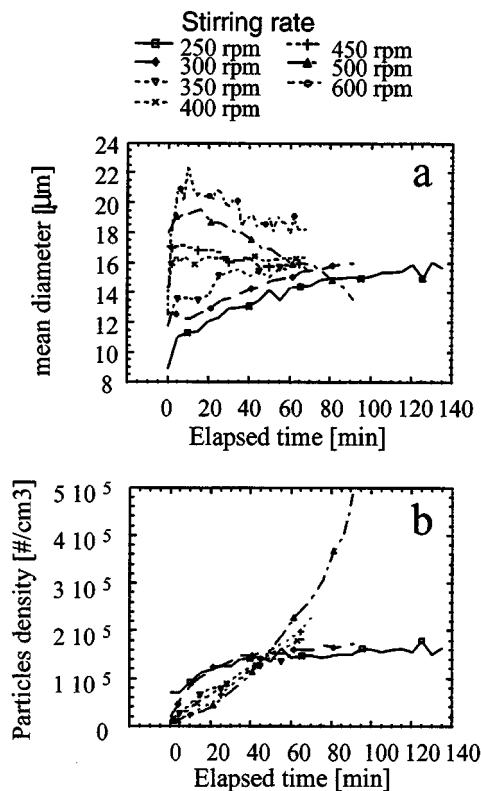 Stirring rate
250 rpm 450 rpm
300 rpm 500 rpm
350 rpm 600 rpm
400 rpm
a
24
22
20
18
16
14
12
10
8
mean diameter [µm]
0 20 40 60 80 100 120 140
Elapsed time [min]
b
5 10 5
4 10 5
3 10 5
2 10 5
1 10 5
0
Particles density [#/cm3]
0 20 40 60 80 100 120 140
Elapsed time [min]